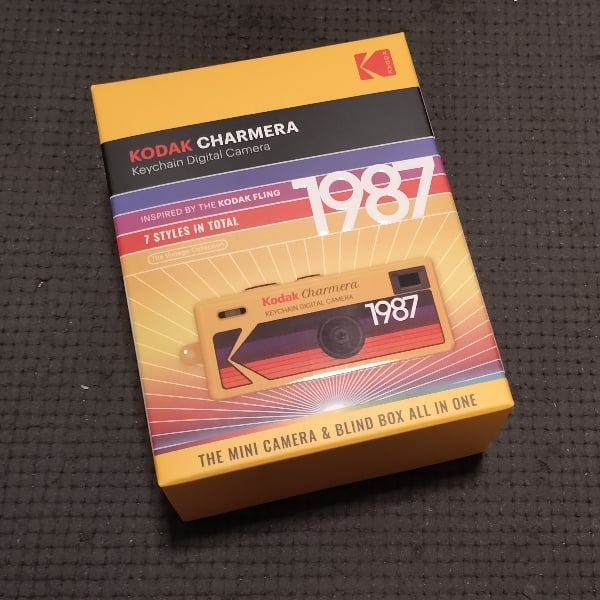 KODAK
KODAK CHARMERA
Keychain Digital Camera
INSPIRED BY THE KODAK FLING
1987
7 STYLES IN TOTAL
The Vintage Collection
Kodak Charmera
KEYCHAIN DIGITAL CAMERA
1987
THE MINI CAMERA & BLIND BOX ALL IN ONE